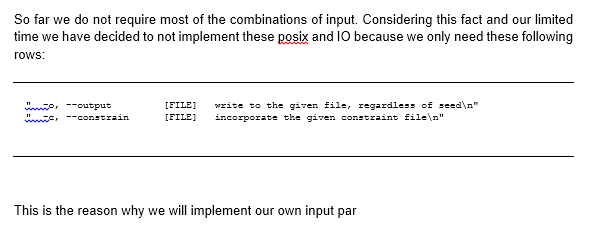 So far we do not require most of the combinations of input. Considering this fact and our limited
time we have decided to not implement these posix and IO because we only need these following
rows:
"  -o, --output        [FILE]   write to the given file, regardless of seed\n"
"  -c, --constrain     [FILE]   incorporate the given constraint file\n"
This is the reason why we will implement our own input par